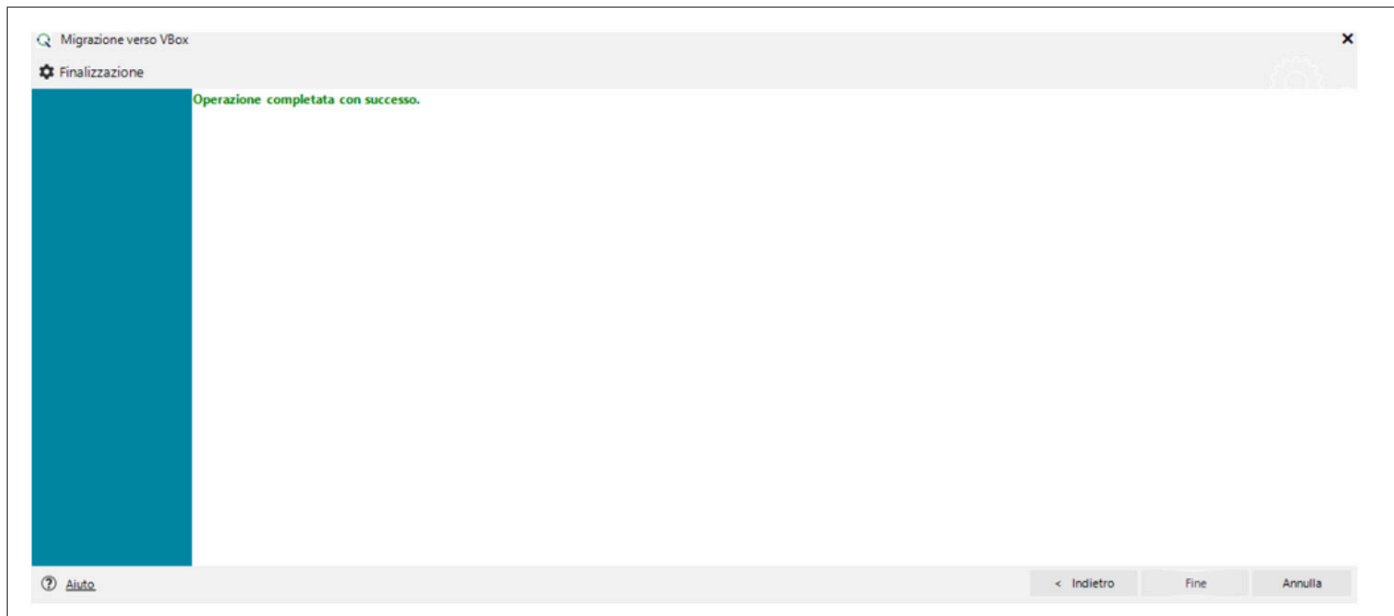 Migrazione verso VBox
Finalizzazione
Operazione completata con successo.
Aiuto
< Indietro Fine Annulla